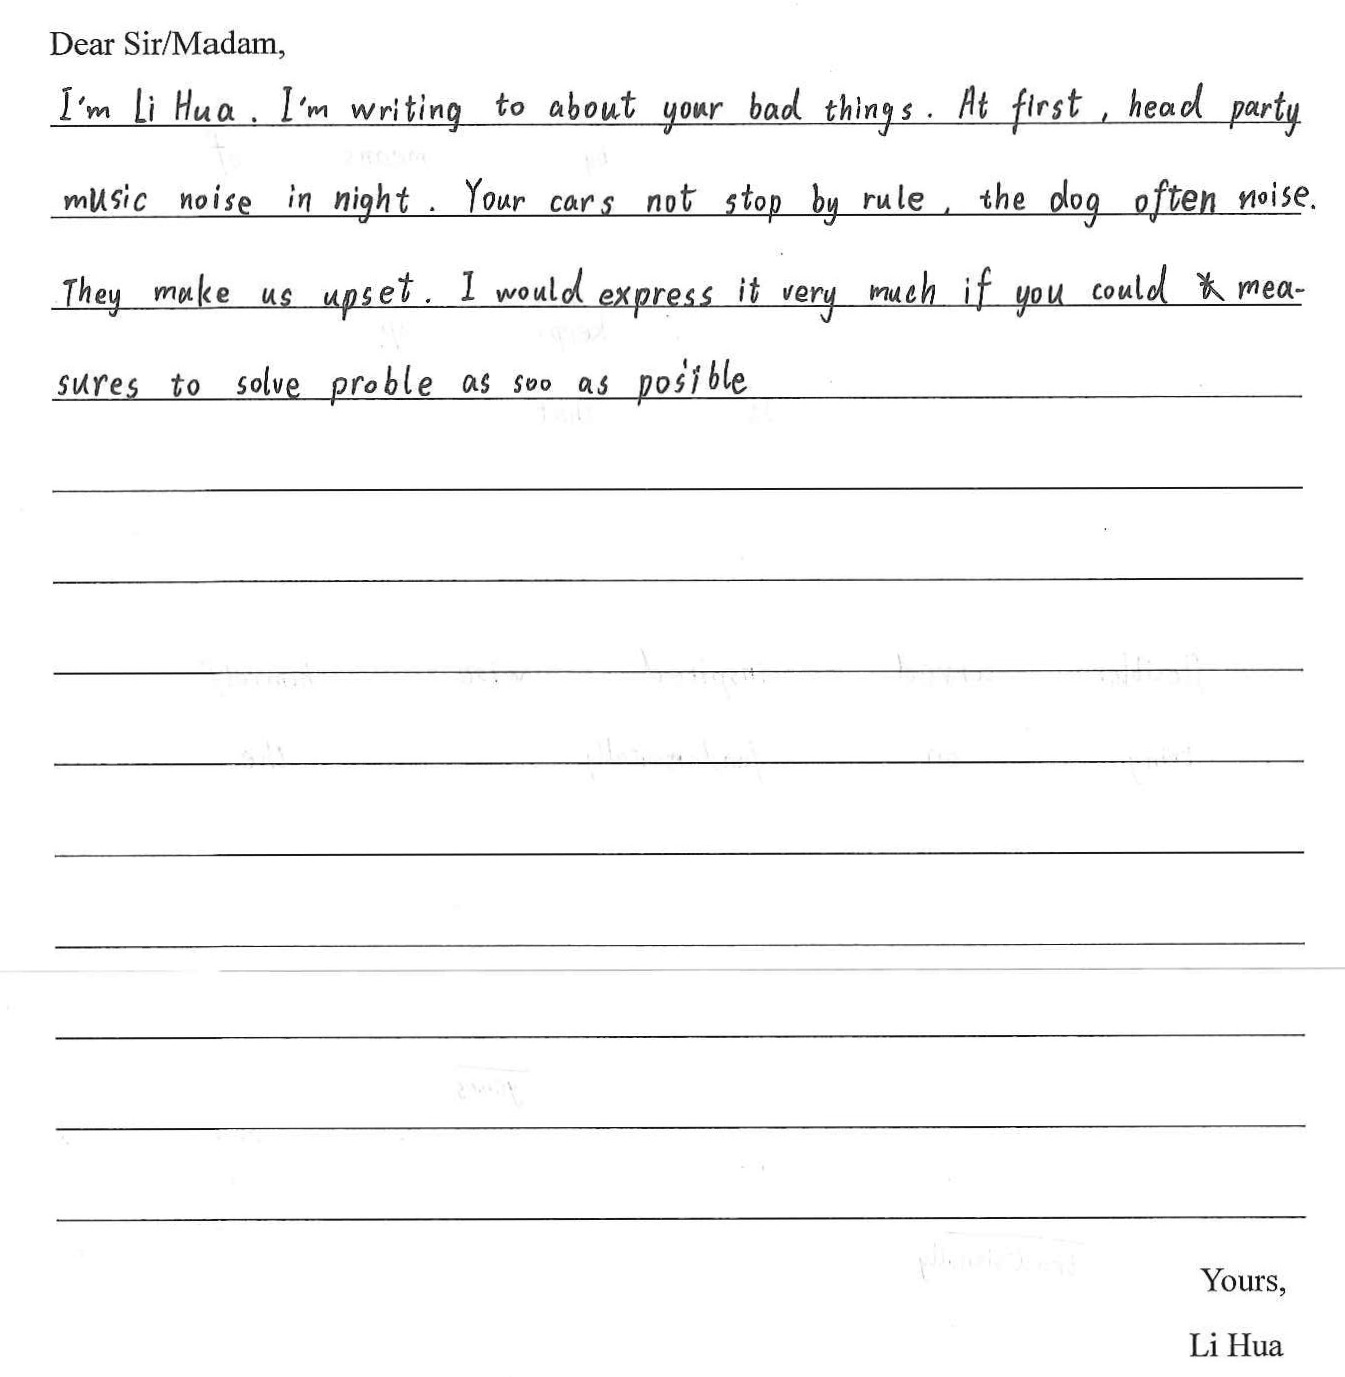 Dear Sir/Madam,
I'm Li Hua. I'm writing to about your bad things. At first, head party
music noise in night. Your cars not stop by rule, the dog often noise.
They make us upset. I would express it very much if you could mea-
sures to solve proble as soo as posible
Yours,
Li Hua